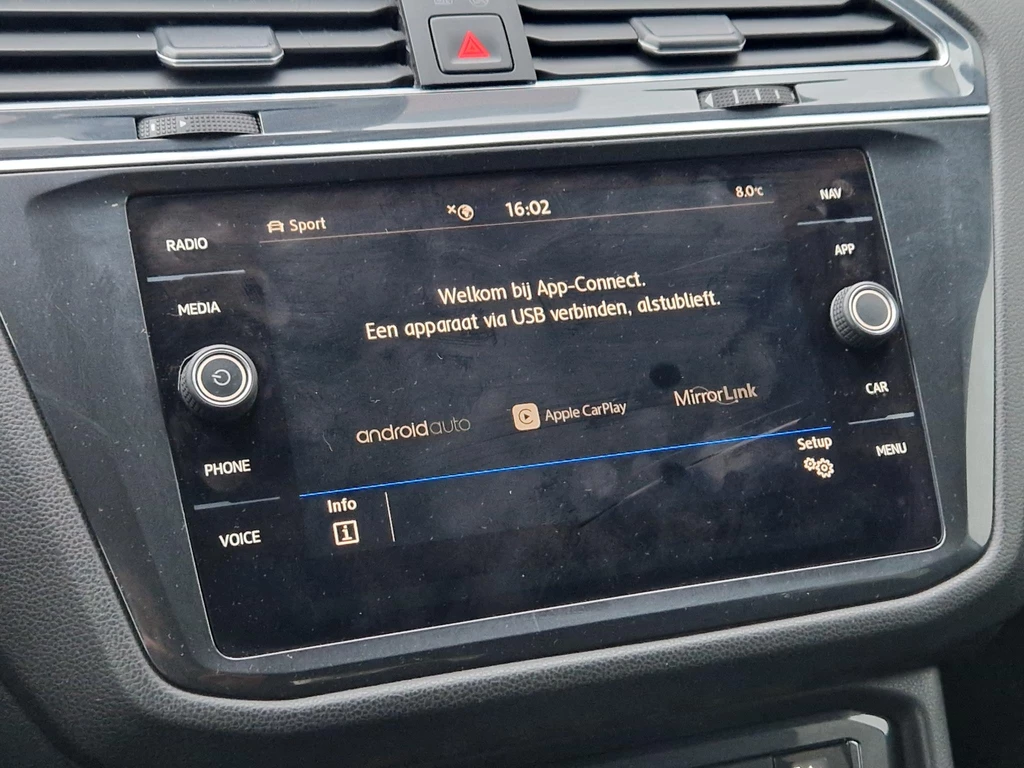 Sport
16:02
8.0°C
NAV
RADIO
APP
MEDIA
Welkom bij App-Connect.
Een apparaat via USB verbinden, alstublieft.
androidauto
Apple CarPlay
MirrorLink
CAR
PHONE
Setup
MENU
Info
VOICE